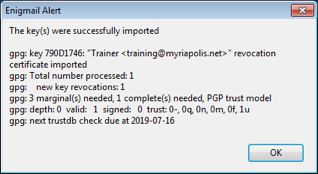 Enigmail Alert
The key(s) were successfully imported
gpg: key 790D1746: "Trainer <training@myriapolis.net>" revocation
certificate imported
gpg: Total number processed: 1
gpg:    new key revocations: 1
gpg: 3 marginal(s) needed, 1 complete(s) needed, PGP trust model
gpg: depth: 0  valid:   1  signed:   0  trust: 0-, 0q, 0n, 0m, 0f, 1u
gpg: next trustdb check due at 2019-07-16
OK